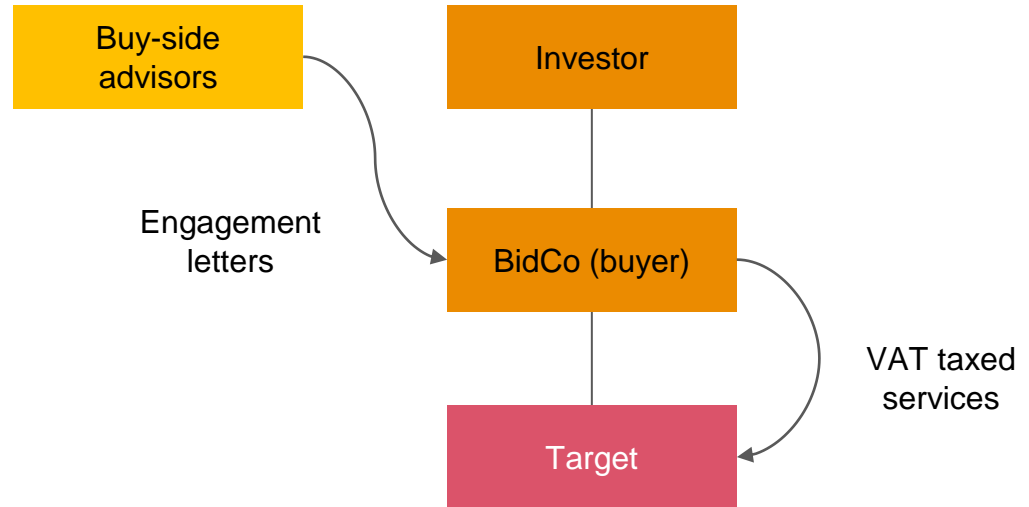 Buy-side
advisors
Investor
Engagement
letters
BidCo (buyer)
VAT taxed
services
Target